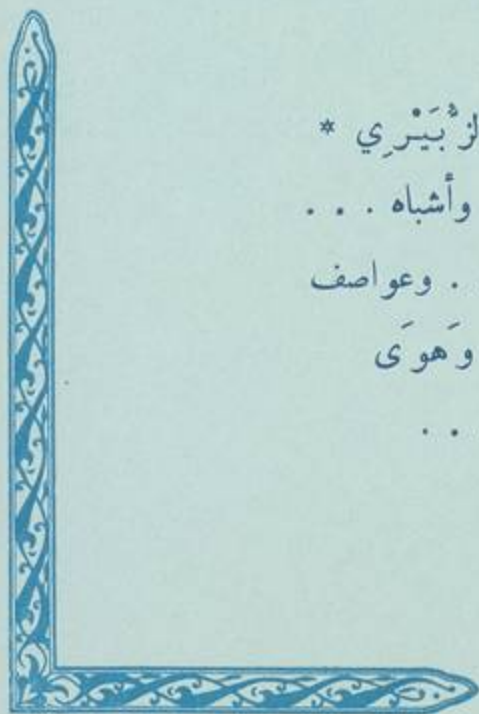 لزُّبَيْرِي *
وأشباه . . .
. وعواصف
وَهوَى
. .